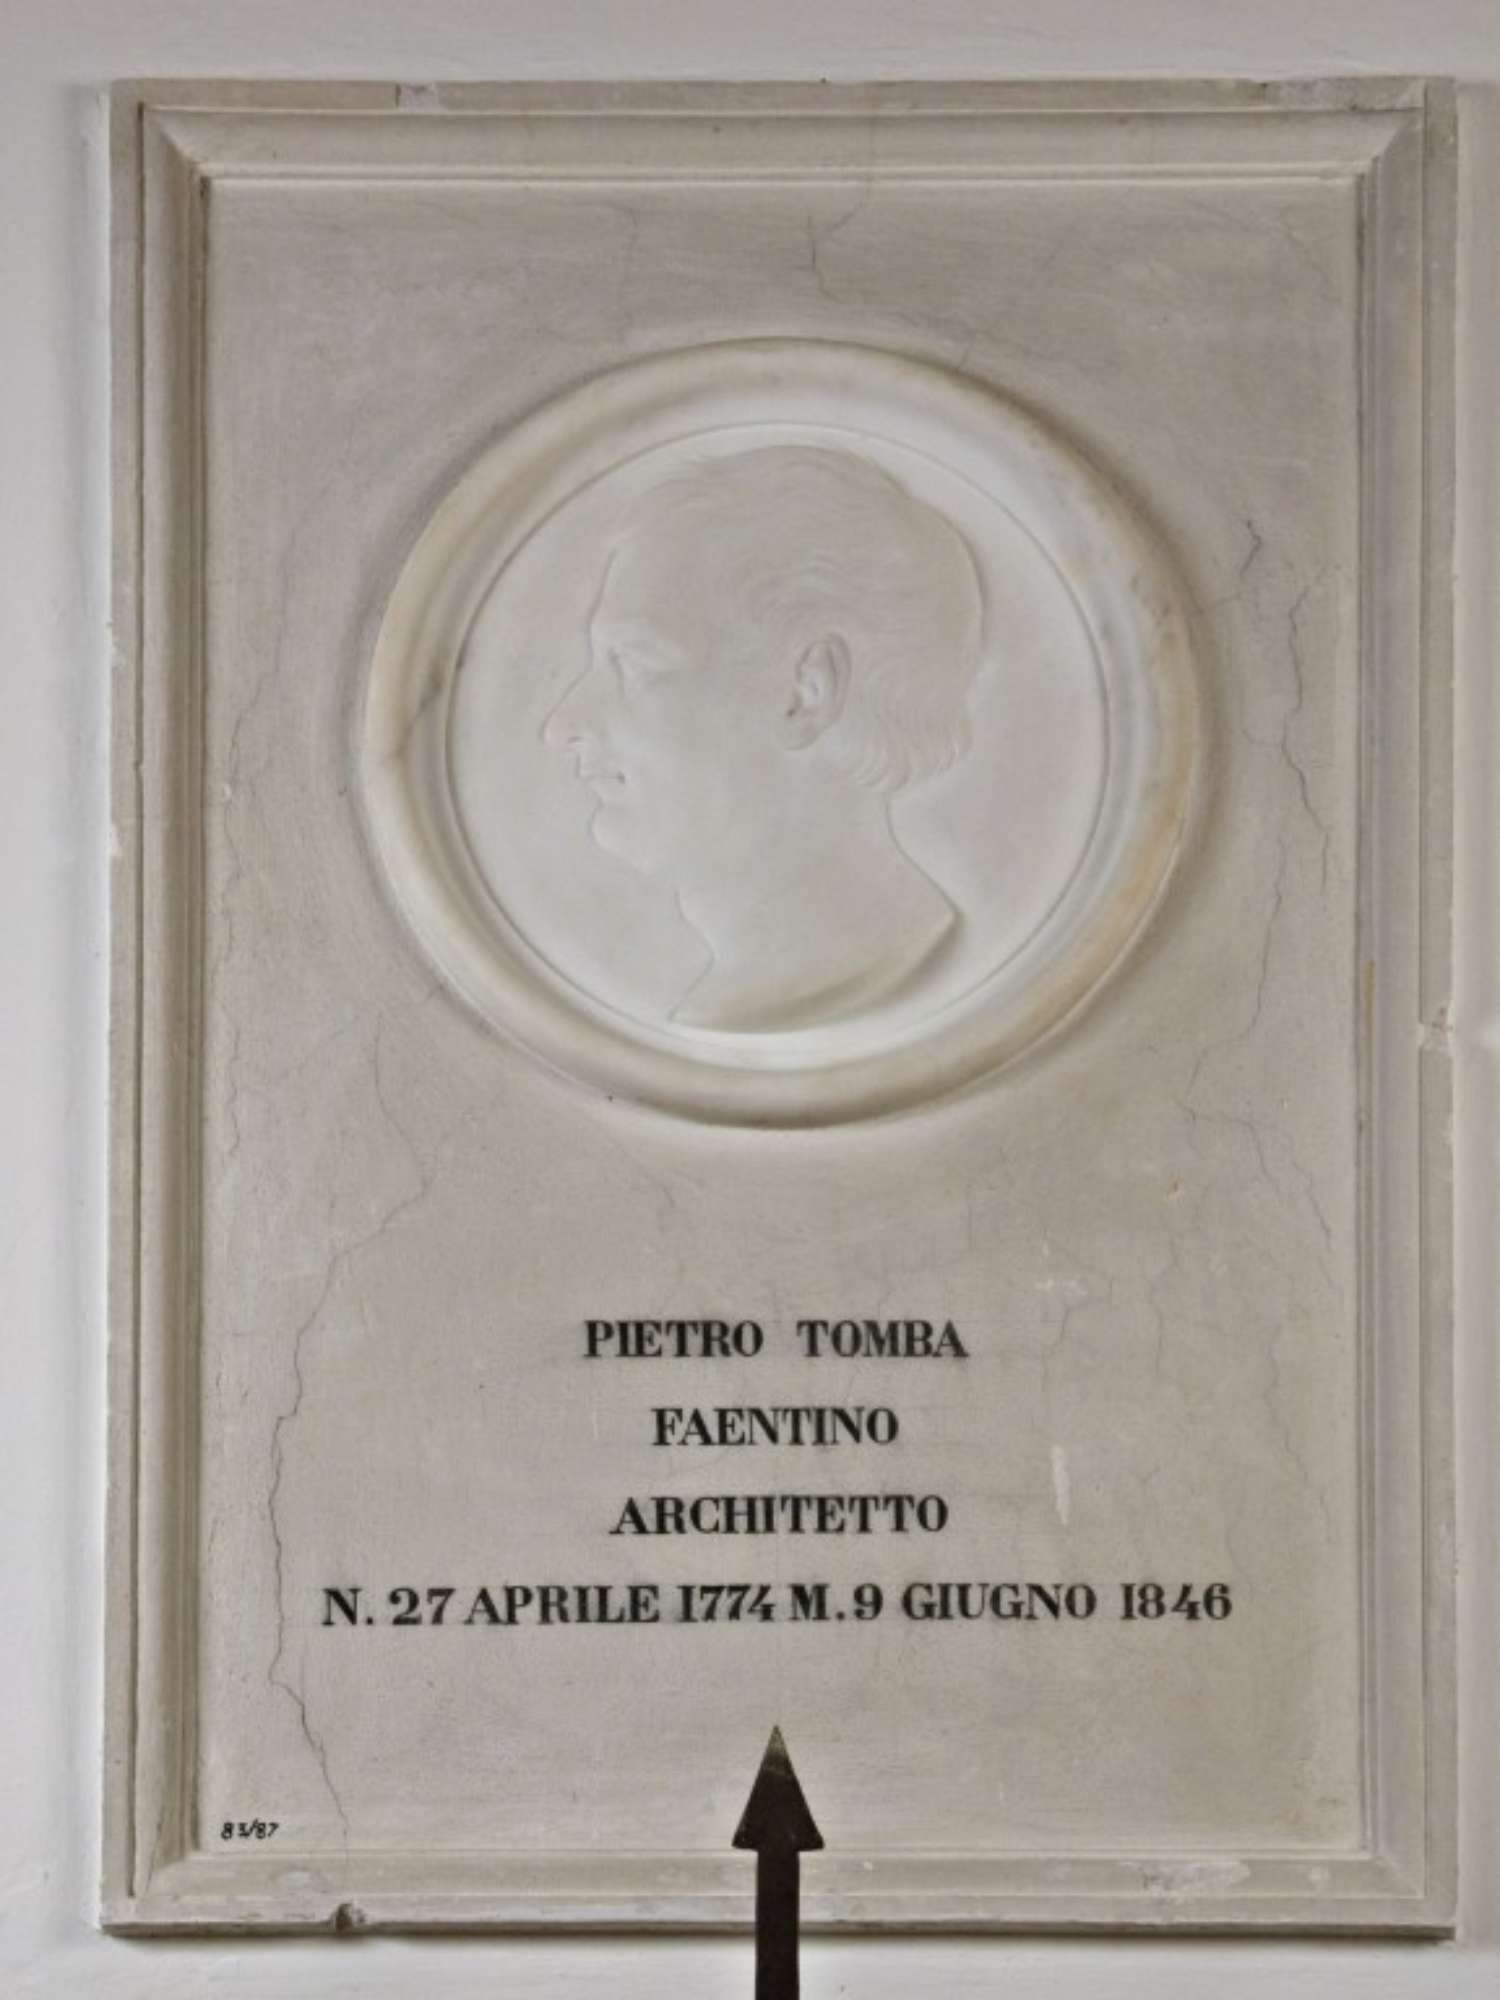 PIETRO TOMBA
FAENTINO
ARCHITETTO
N. 27 APRILE 1774 M. 9 GIUGNO 1846
83/87